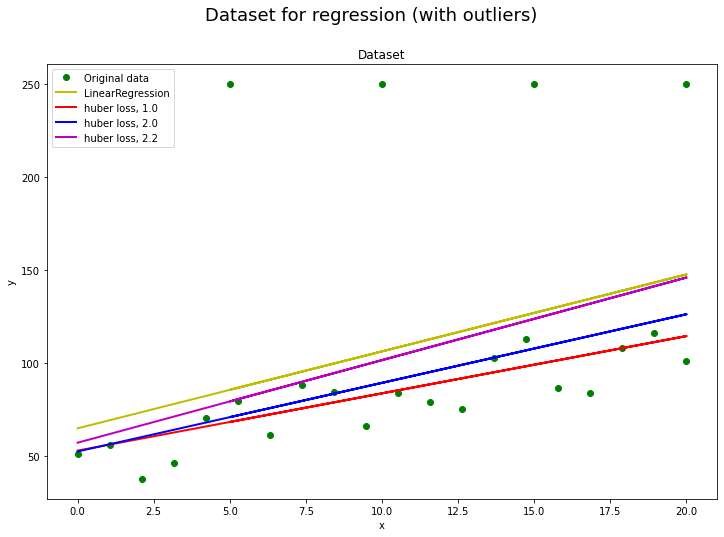 Dataset for regression (with outliers)
Dataset
Original data
LinearRegression
huber loss, 1.0
huber loss, 2.0
huber loss, 2.2
250
200
150
100
50
y
0.0 2.5 5.0 7.5 10.0 12.5 15.0 17.5 20.0
x